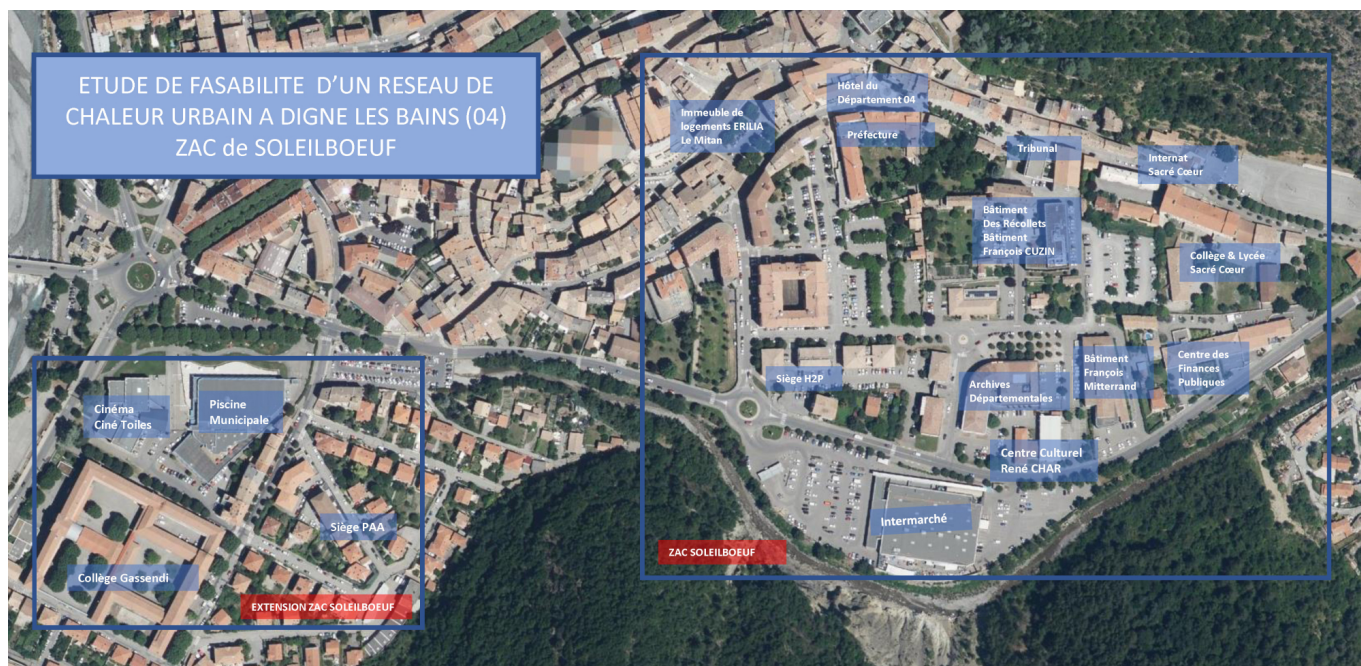 ETUDE DE FASABILITE D'UN RESEAU DE
CHALEUR URBAIN A DIGNE LES BAINS (04)
ZAC de SOLEILBOEUF
Immeuble de
logements ERILIA
Le Mitan
Hôtel du
Département 04
Préfecture
Tribunal
Internat
Sacré Cœur
Bâtiment
Des Récollets
Bâtiment
François CUZIN
Collège & Lycée
Sacré Cœur
Siège H2P
Archives
Départementales
Bâtiment
François
Mitterrand
Centre des
Finances
Publiques
Centre Culturel
René CHAR
Intermarché
ZAC SOLEILBOEUF
Cinéma
Ciné Toiles
Piscine
Municipale
Siège PAA
Collège Gassendi
EXTENSION ZAC SOLEILBOEUF